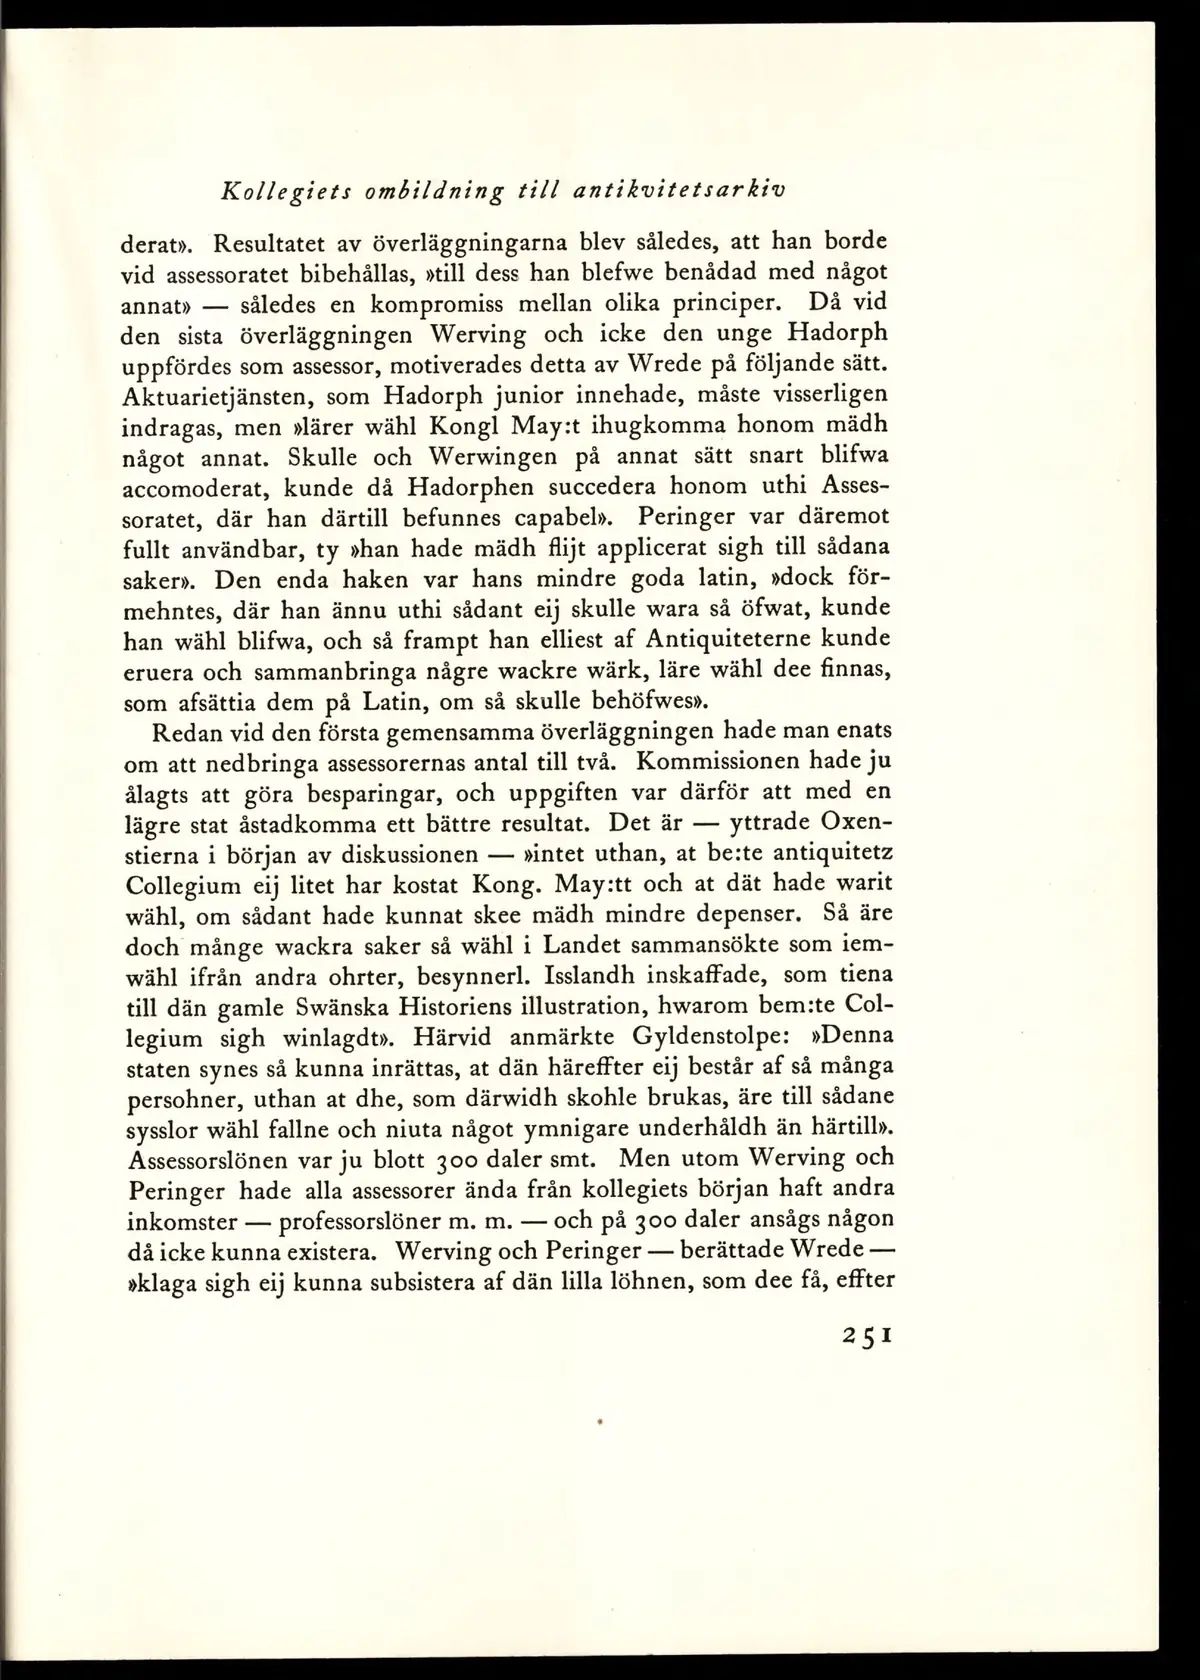 Kollegiets ombildning till antikvitetsarkiv
derat». Resultatet av överläggningarna blev således, att han borde
vid assessoratet bibehållas, »till dess han blefwe benådad med något
annat» — således en kompromiss mellan olika principer. Då vid
den sista överläggningen Werving och icke den unge Hadorph
uppfördes som assessor, motiverades detta av Wrede på följande sätt.
Aktuarietjänsten, som Hadorph junior innehade, måste visserligen
indragas, men »lärer wähl Kongl May:t ihugkomma honom mädh
något annat. Skulle och Werwingen på annat sätt snart blifwa
accomoderat, kunde då Hadorphen succedera honom uthi Asses-
soratet, där han därtill befunnes capabel». Peringer var däremot
fullt användbar, ty »han hade mädh flijt applicerat sigh till sådana
saker». Den enda haken var hans mindre goda latin, »dock för-
mehntes, där han ännu uthi sådant eij skulle wara så öfwat, kunde
han wähl blifwa, och så frampt han elliest af Antiquiteterne kunde
eruera och sammanbringa någre wackre wärk, läre wähl dee finnas,
som afsättia dem på Latin, om så skulle behöfwes».
Redan vid den första gemensamma överläggningen hade man enats
om att nedbringa assessorernas antal till två. Kommissionen hade ju
ålagts att göra besparingar, och uppgiften var därför att med en
lägre stat åstadkomma ett bättre resultat. Det är — yttrade Oxen-
stierna i början av diskussionen — »intet uthan, at be:te antiquitetz
Collegium eij litet har kostat Kong. May:tt och at dät hade warit
wähl, om sådant hade kunnat skee mädh mindre depenser. Så äre
doch månge wackra saker så wähl i Landet sammansökte som iem-
wähl ifrån andra ohrter, besynnerl. Isslandh inskaffade, som tiena
till dän gamle Swänska Historiens illustration, hwarom bem:te Col-
legium sigh winlagdt». Härvid anmärkte Gyldenstolpe: »Denna
staten synes så kunna inrättas, at dän häreffter eij består af så många
persohner, uthan at dhe, som därwidh skohle brukas, äre till sådane
sysslor wähl fallne och niuta något ymnigare underhåldh än härtill».
Assessorslönen var ju blott 300 daler smt. Men utom Werving och
Peringer hade alla assessorer ända från kollegiets början haft andra
inkomster — professorslöner m. m. — och på 300 daler ansågs någon
då icke kunna existera. Werving och Peringer — berättade Wrede —
»klaga sigh eij kunna subsistera af dän lilla löhnen, som dee få, effter
251